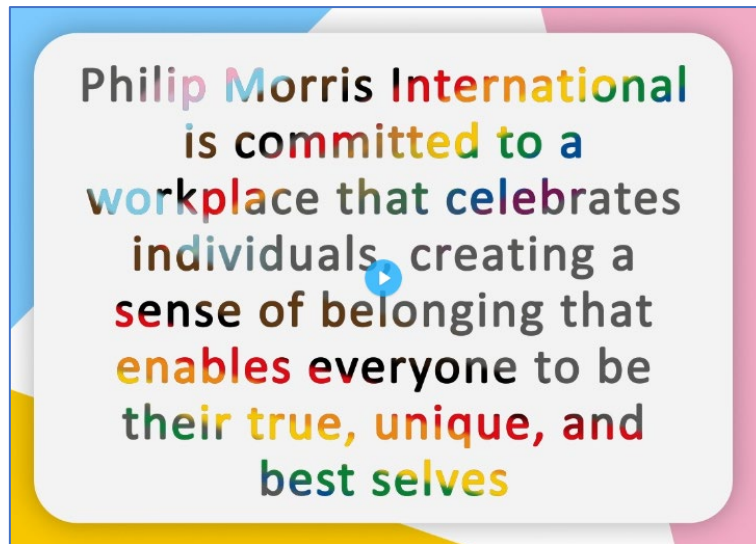 Philip Morris International
is committed to a
workplace that celebrates
individuals, creating a
sense of belonging that
enables everyone to be
their true, unique, and
best selves